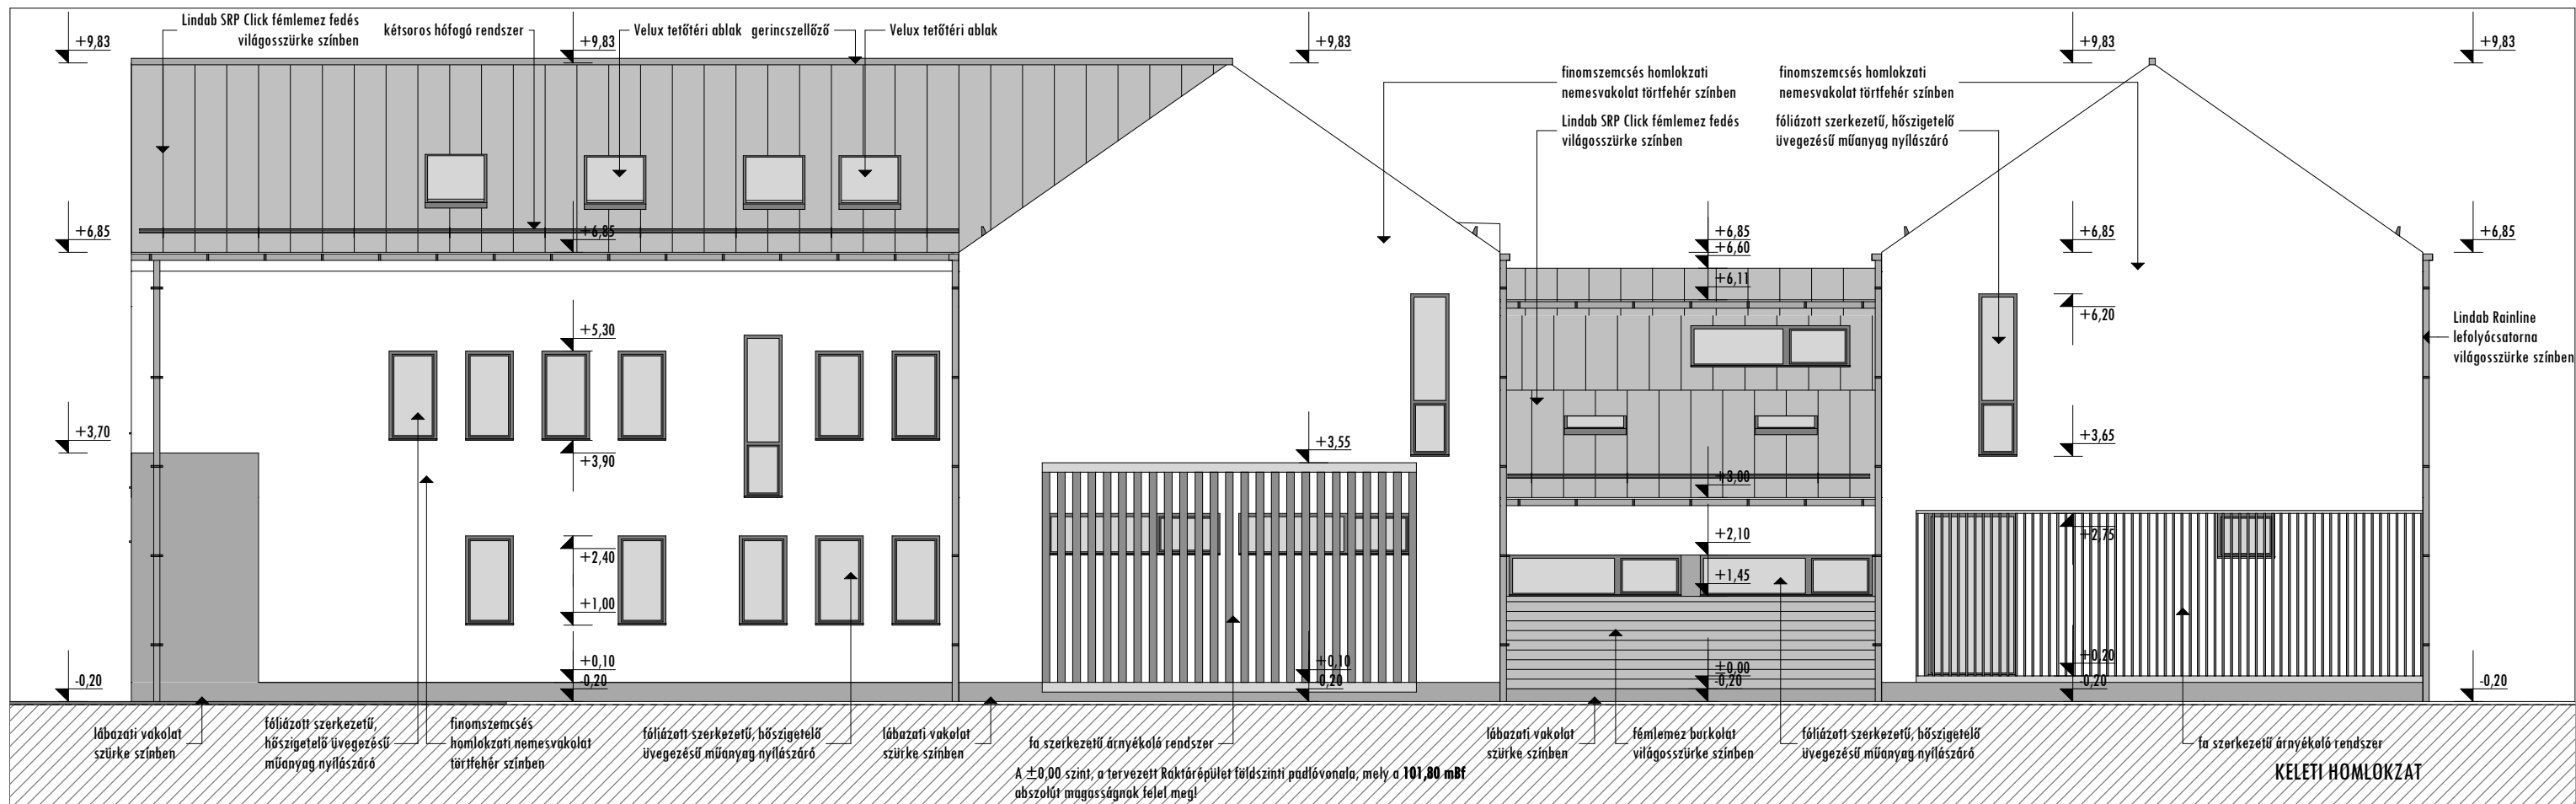 Lindab SRP Click fémlemez fedés
világosszürke színben
kétsoros hófogó rendszer
Velux tetőtéri ablak
gerincszellőző
Velux tetőtéri ablak
+9,83
+9,83
+9,83
+9,83
+9,83
finomszemcsés homlokzati
nemesvakolat törtfehér színben
finomszemcsés homlokzati
nemesvakolat törtfehér színben
Lindab SRP Click fémlemez fedés
világosszürke színben
fóliázott szerkezetű, hőszigetelő
üvegezésű műanyag nyílászáró
+6,85
+6,85
+6,85
+6,60
+6,11
+6,85
+6,85
+6,20
Lindab Rainline
lefolyócsatorna
világosszürke színben
+5,30
+3,70
+3,90
+3,55
+3,65
+3,00
+2,40
+2,10
+2,75
+1,45
+1,00
+0,10
-0,20
-0,20
+0,10
-0,20
±0,00
-0,20
+0,20
-0,20
-0,20
lábazati vakolat
szürke színben
fóliázott szerkezetű,
hőszigetelő üvegezésű
műanyag nyílászáró
finomszemcsés
homlokzati nemesvakolat
törtfehér színben
fóliázott szerkezetű, hőszigetelő
üvegezésű műanyag nyílászáró
lábazati vakolat
szürke színben
fa szerkezetű árnyékoló rendszer
lábazati vakolat
szürke színben
fémlemez burkolat
világosszürke színben
fóliázott szerkezetű, hőszigetelő
üvegezésű műanyag nyílászáró
fa szerkezetű árnyékoló rendszer
A ±0,00 szint, a tervezett Raktárépület földszinti padlóvonala, mely a 101,80 mBf
abszolút magasságnak felel meg!
KELETI HOMLOKZAT